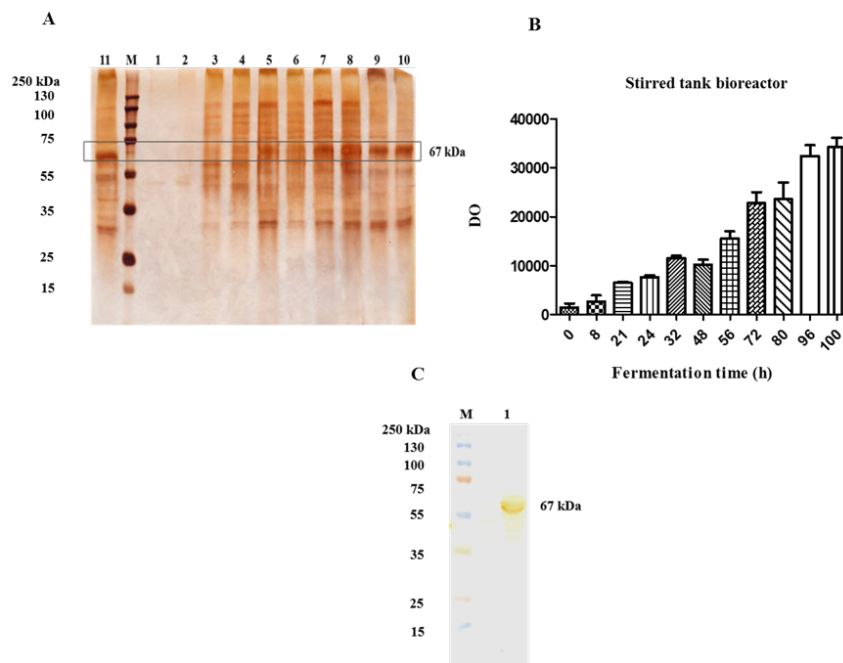 A
11 M 1 2 3 4 5 6 7 8 9 10
250 kDa
130
100
75
55
35
25
15
67 kDa
B
Stirred tank bioreactor
DO
40000
30000
20000
10000
0
0 8 21 24 32 48 56 72 80 96 100
Fermentation time (h)
C
M 1
250 kDa
130
100
75
55
35
25
15
67 kDa